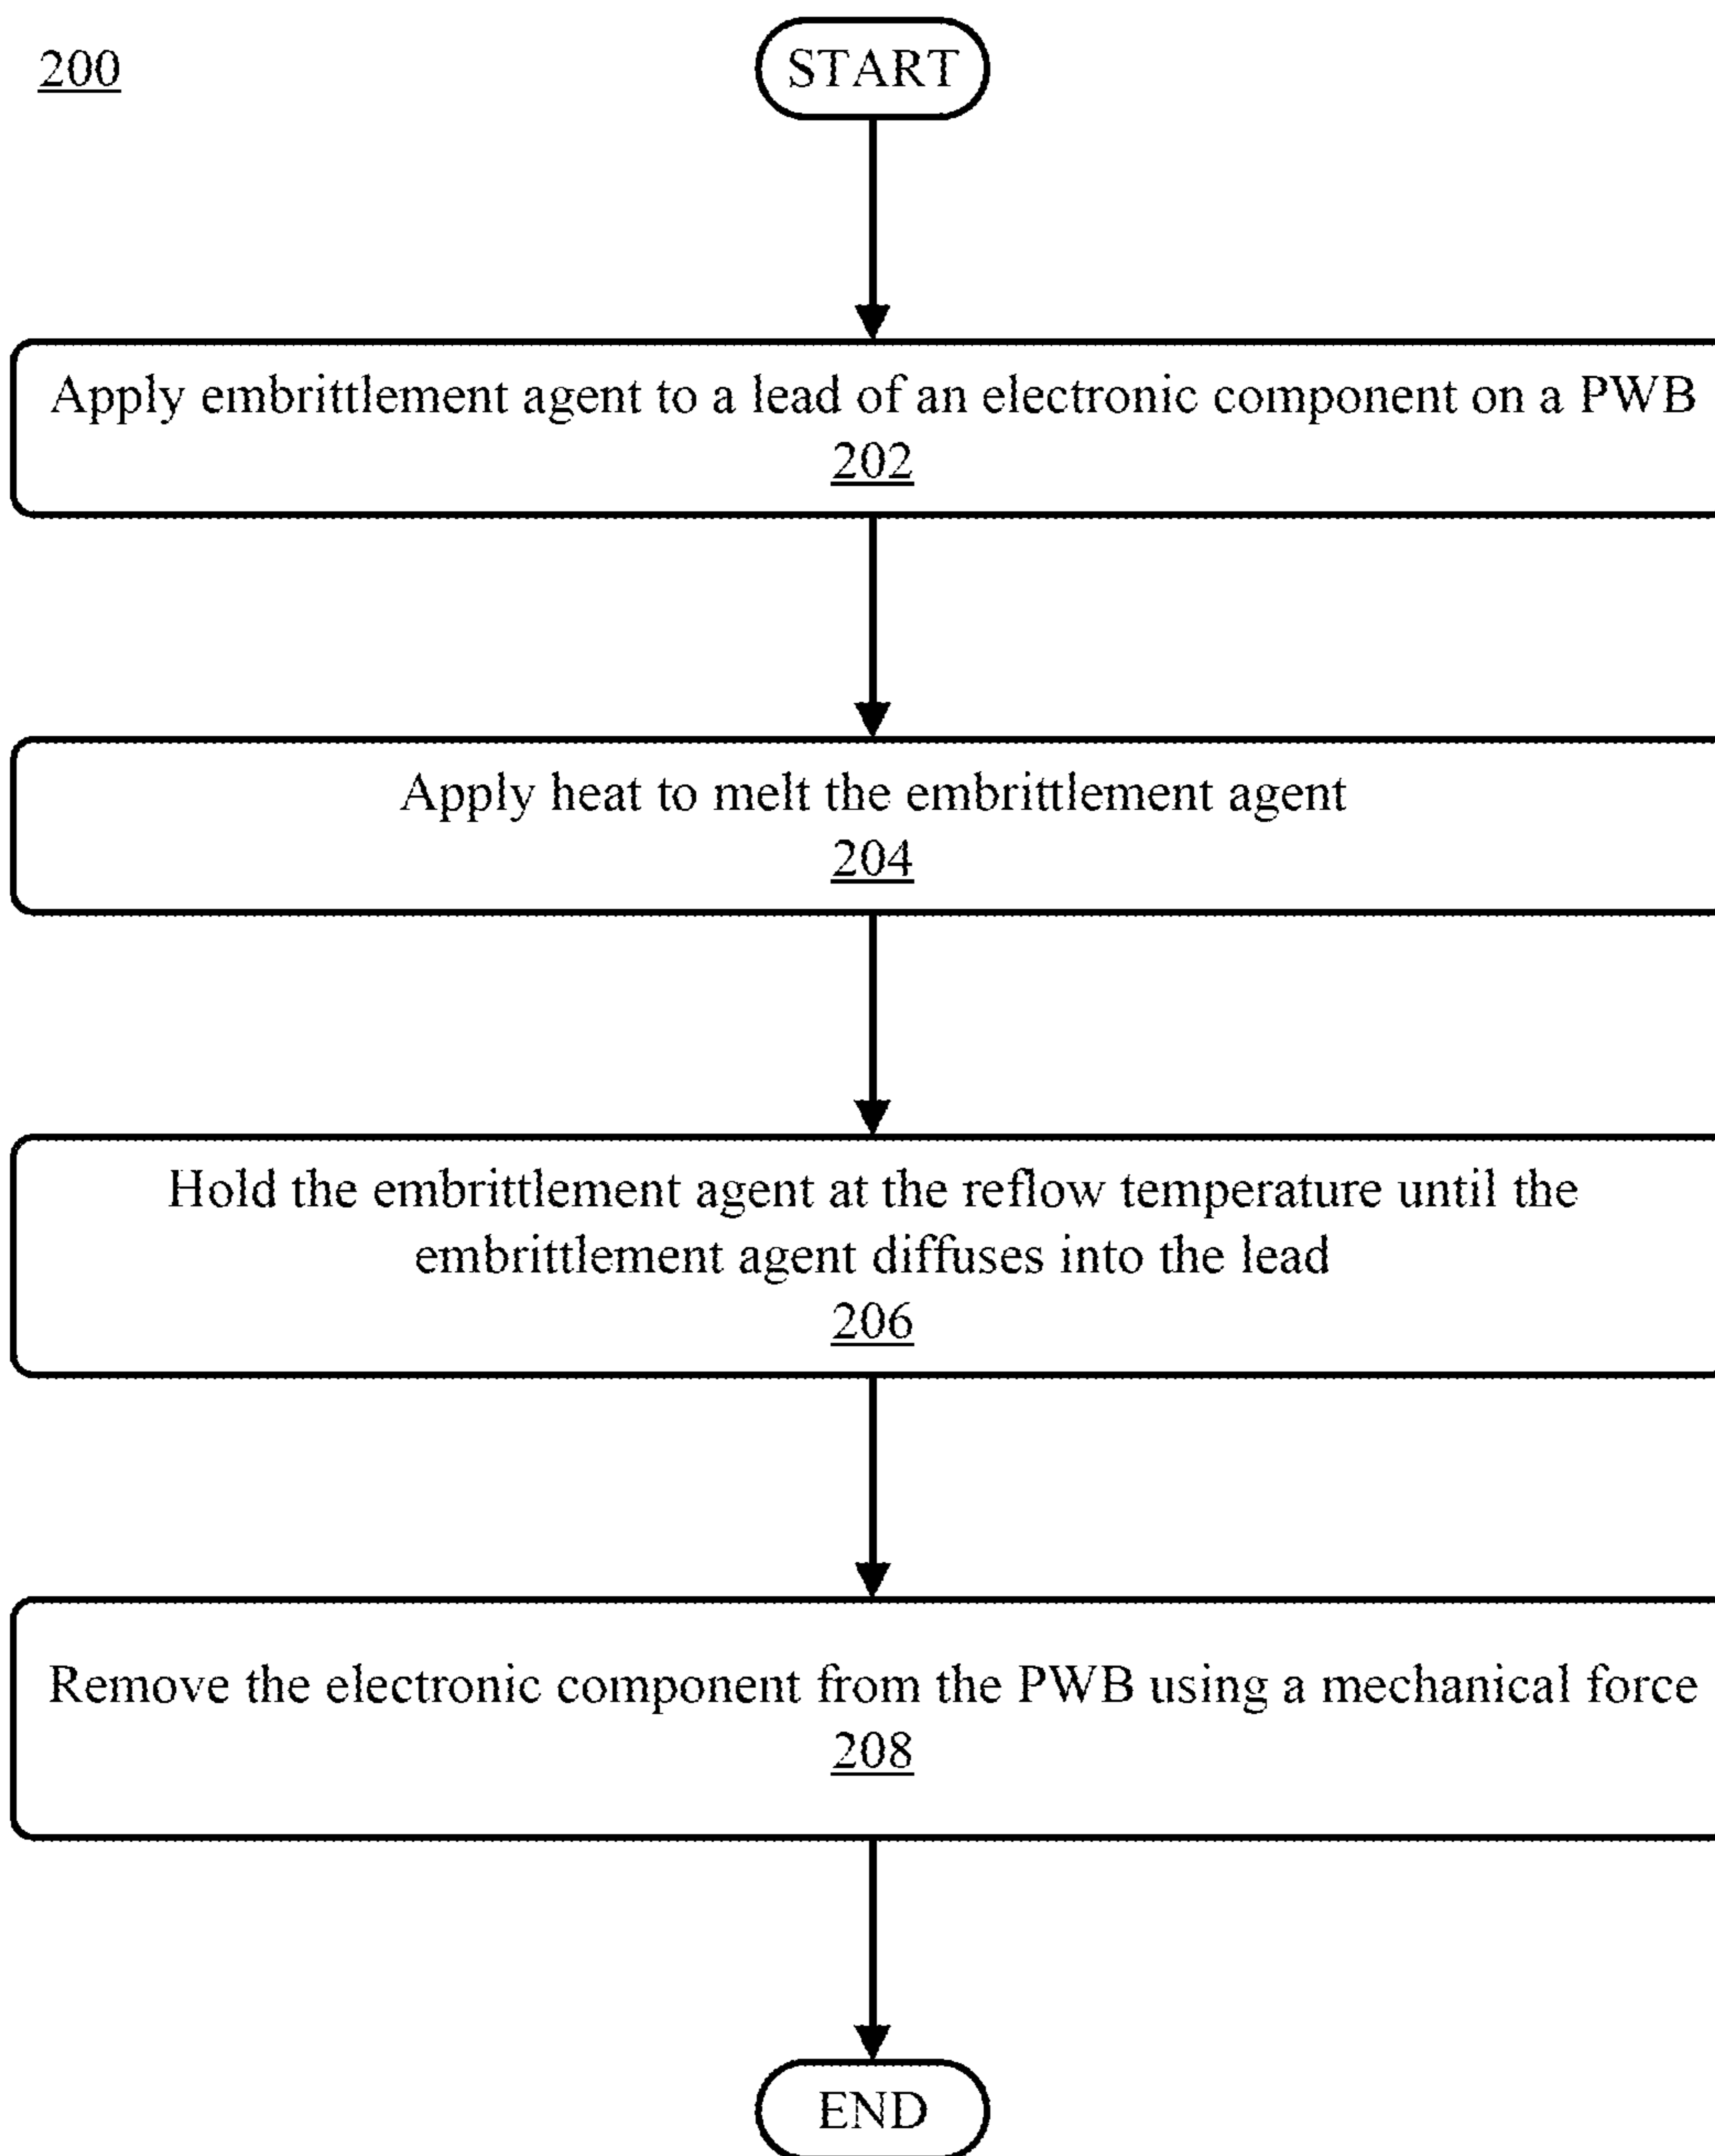 200
START
Apply embrittlement agent to a lead of an electronic component on a PWB
202
Apply heat to melt the embrittlement agent
204
Hold the embrittlement agent at the reflow temperature until the
embrittlement agent diffuses into the lead
206
Remove the electronic component from the PWB using a mechanical force
208
END